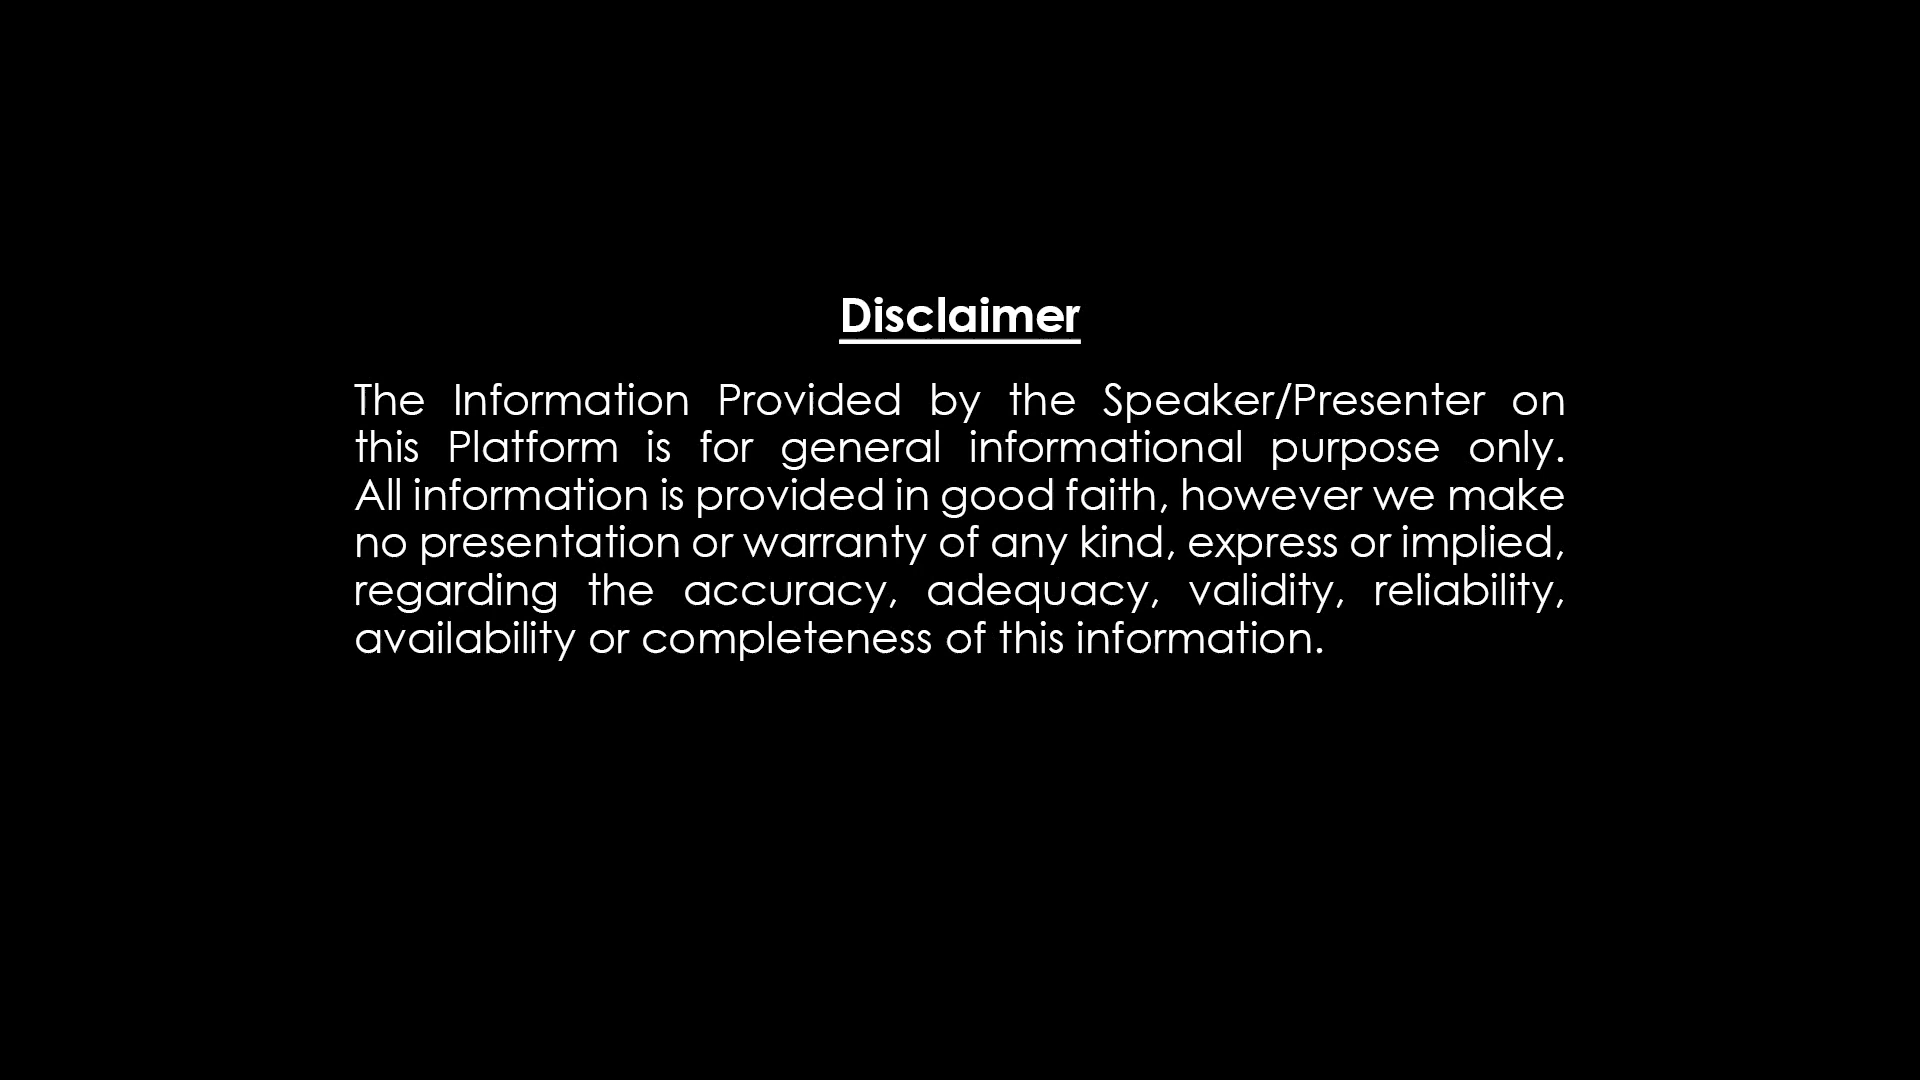 Disclaimer
The Information Provided by the Speaker/Presenter on
this Platform is for general informational purpose only.
All information is provided in good faith, however we make
no presentation or warranty of any kind, express or implied,
regarding the accuracy, adequacy, validity, reliability,
availability or completeness of this information.